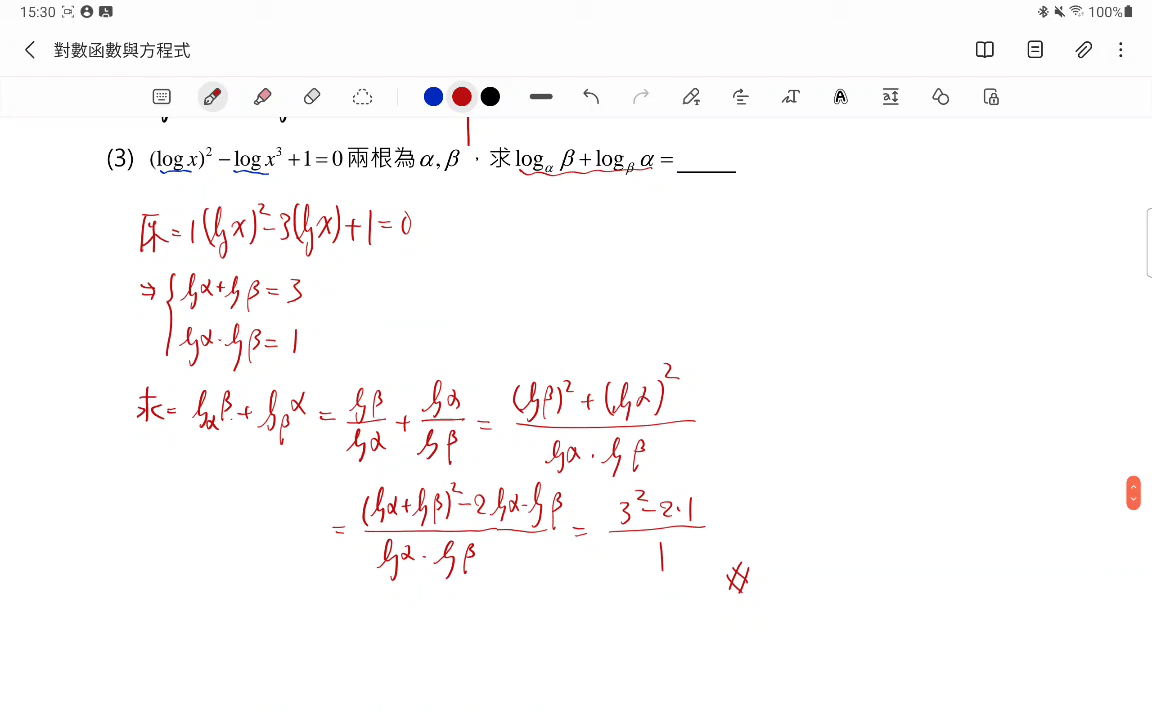 15:30 100%
對數函數與方程式
(3) (log x)² − log x³ + 1 = 0 兩根為 α, β ，求 log_α β + log_β α = ______
原 = 1(log x)² − 3(log x) + 1 = 0
⇒ { log α + log β = 3
log α · log β = 1
求 = log_α β + log_β α = log β / log α + log α / log β = ((log β)² + (log α)²) / (log α · log β)
= ((log α + log β)² − 2 log α · log β) / (log α · log β) = (3² − 2·1) / 1